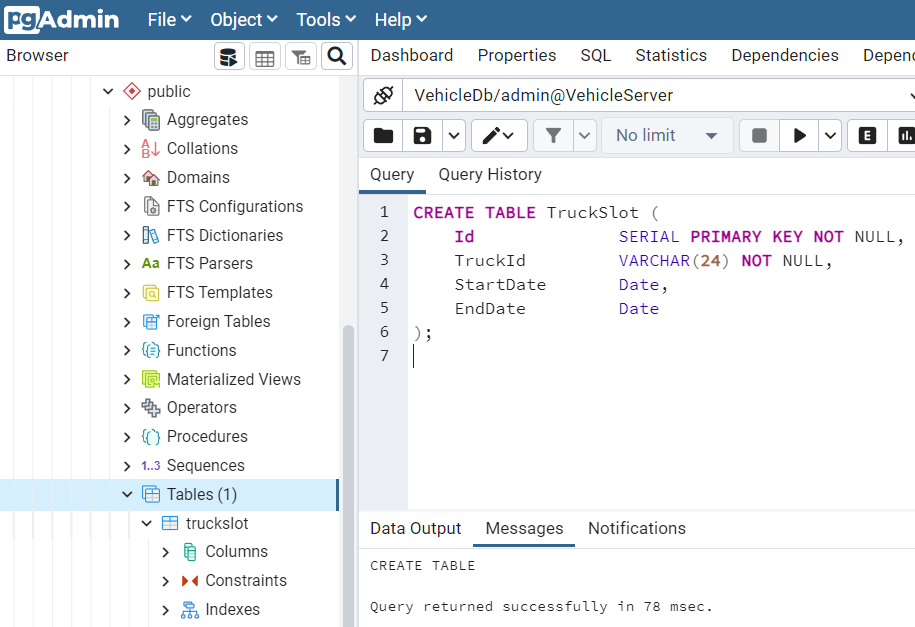 pgAdmin File Object Tools Help
Browser
Dashboard Properties SQL Statistics Dependencies Depen
public
Aggregates
Collations
Domains
FTS Configurations
FTS Dictionaries
Aa FTS Parsers
FTS Templates
Foreign Tables
Functions
Materialized Views
Operators
Procedures
1..3 Sequences
Tables (1)
truckslot
Columns
Constraints
Indexes
VehicleDb/admin@VehicleServer
No limit E
Query Query History
1 CREATE TABLE TruckSlot (
2 Id SERIAL PRIMARY KEY NOT NULL,
3 TruckId VARCHAR(24) NOT NULL,
4 StartDate Date,
5 EndDate Date
6 );
7
Data Output Messages Notifications
CREATE TABLE
Query returned successfully in 78 msec.